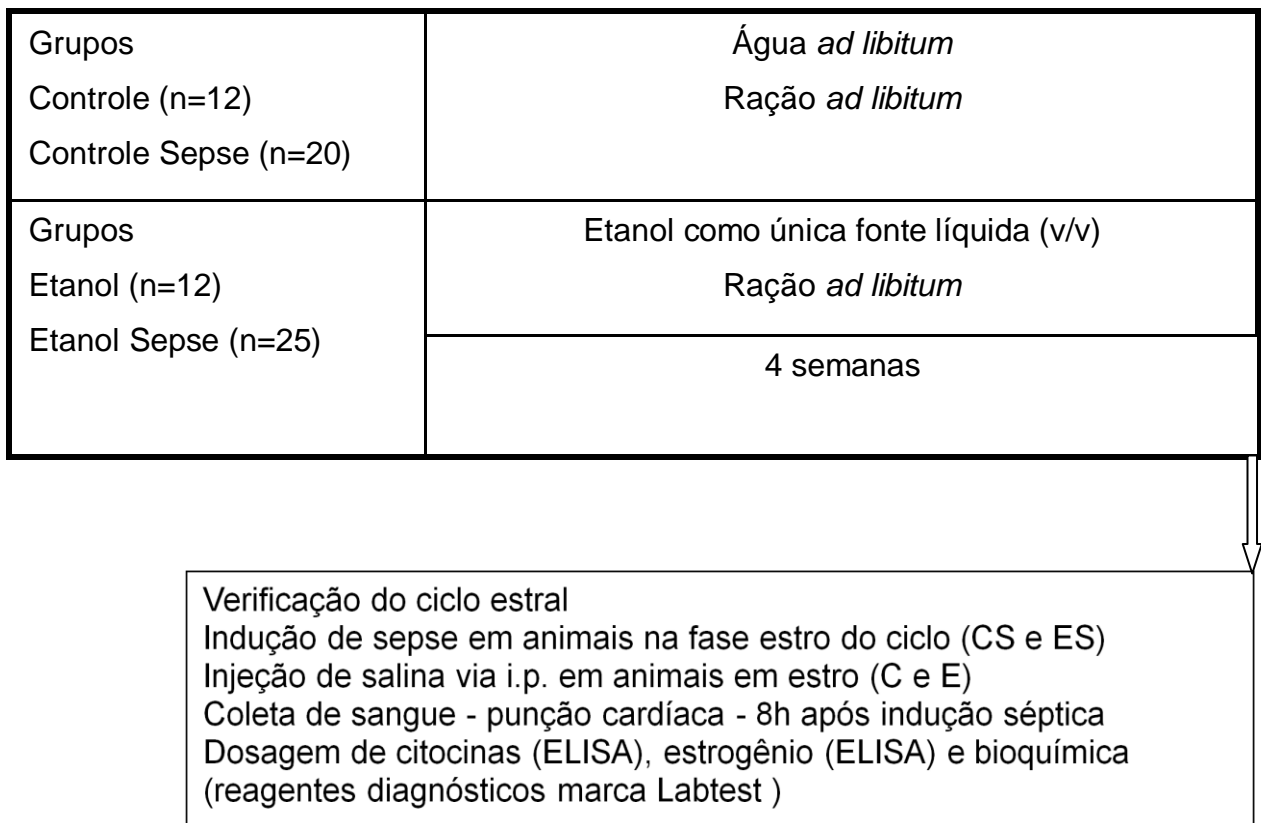 Grupos
Controle (n=12)
Controle Sepse (n=20)
Água ad libitum
Ração ad libitum
Grupos
Etanol (n=12)
Etanol Sepse (n=25)
Etanol como única fonte líquida (v/v)
Ração ad libitum
4 semanas
Verificação do ciclo estral
Indução de sepse em animais na fase estro do ciclo (CS e ES)
Injeção de salina via i.p. em animais em estro (C e E)
Coleta de sangue - punção cardíaca - 8h após indução séptica
Dosagem de citocinas (ELISA), estrogênio (ELISA) e bioquímica
(reagentes diagnósticos marca Labtest )